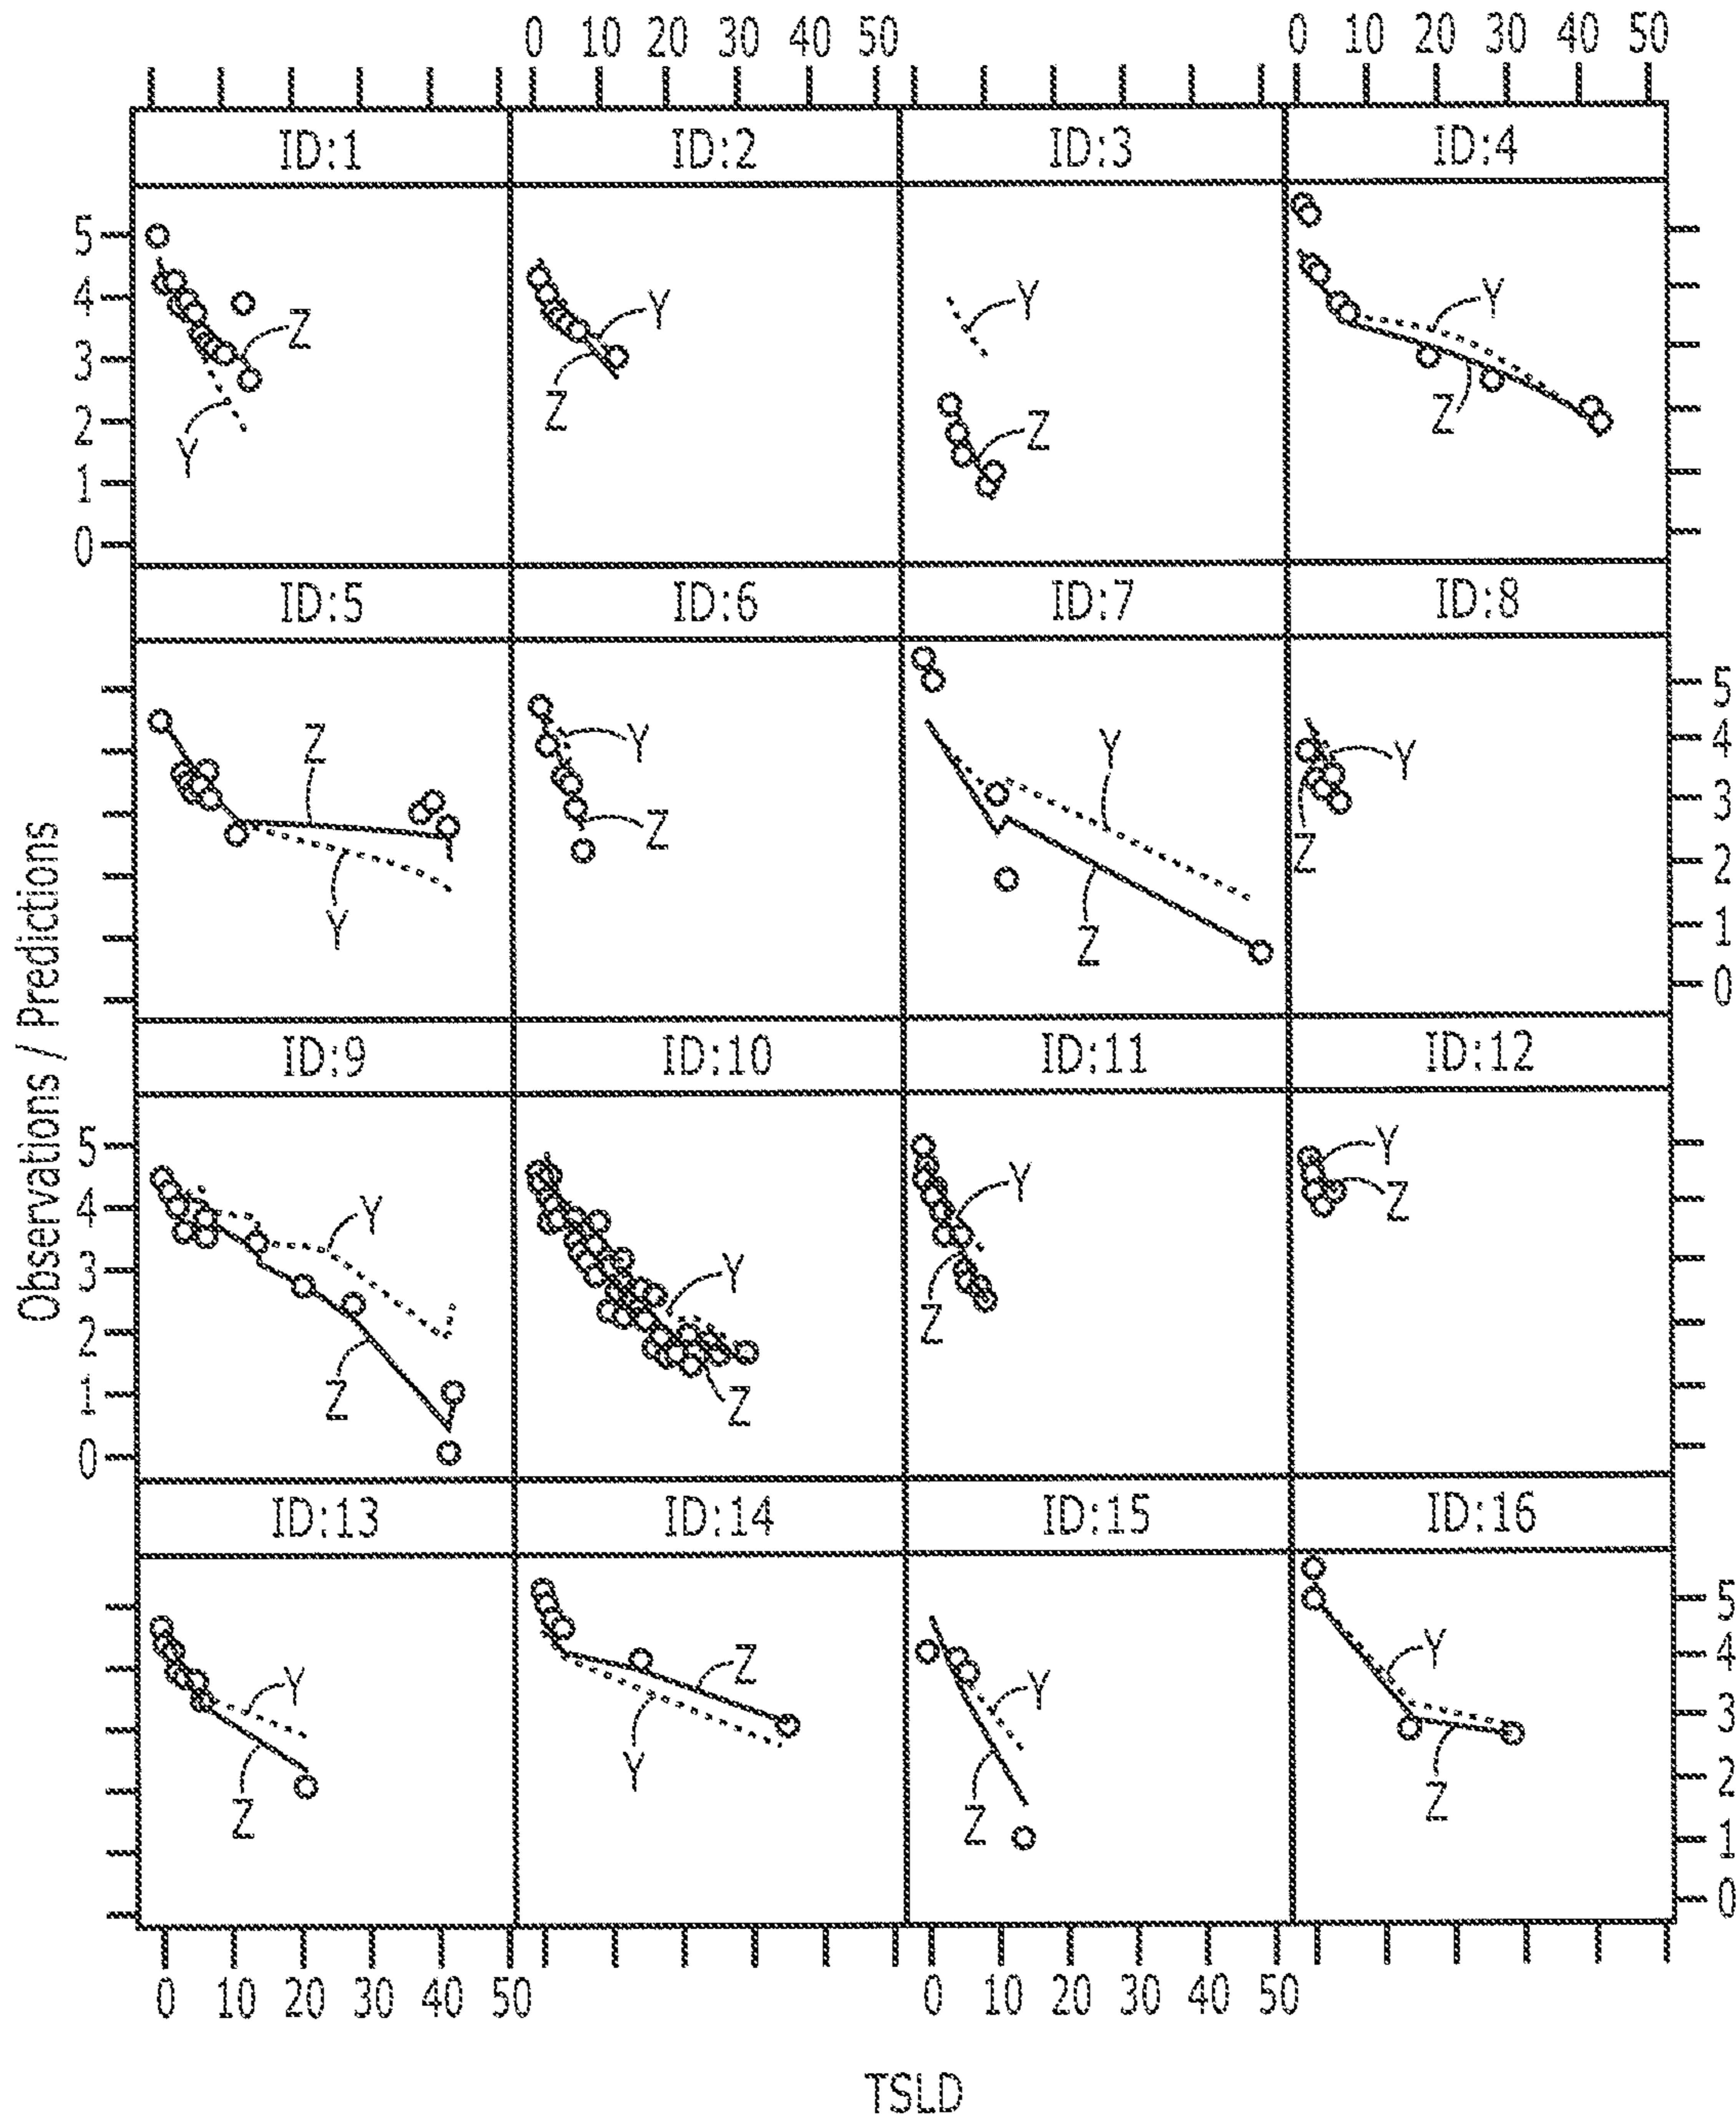 0 10 20 30 40 50 0 10 20 30 40 50
ID:1 ID:2 ID:3 ID:4
5
4
3
2
1
0
Z
Y
Y
Z
Y
Z
Y
Z
ID:5 ID:6 ID:7 ID:8
Z
Y
Y
Z
Y
Z
Y
Z
5
4
3
2
1
0
Observations / Predictions
ID:9 ID:10 ID:11 ID:12
5
4
3
2
1
0
Y
Z
Y
Z
Y
Z
Y
Z
ID:13 ID:14 ID:15 ID:16
Y
Z
Z
Y
Y
Z
Y
Z
5
4
3
2
1
0
0 10 20 30 40 50 0 10 20 30 40 50
TSLD